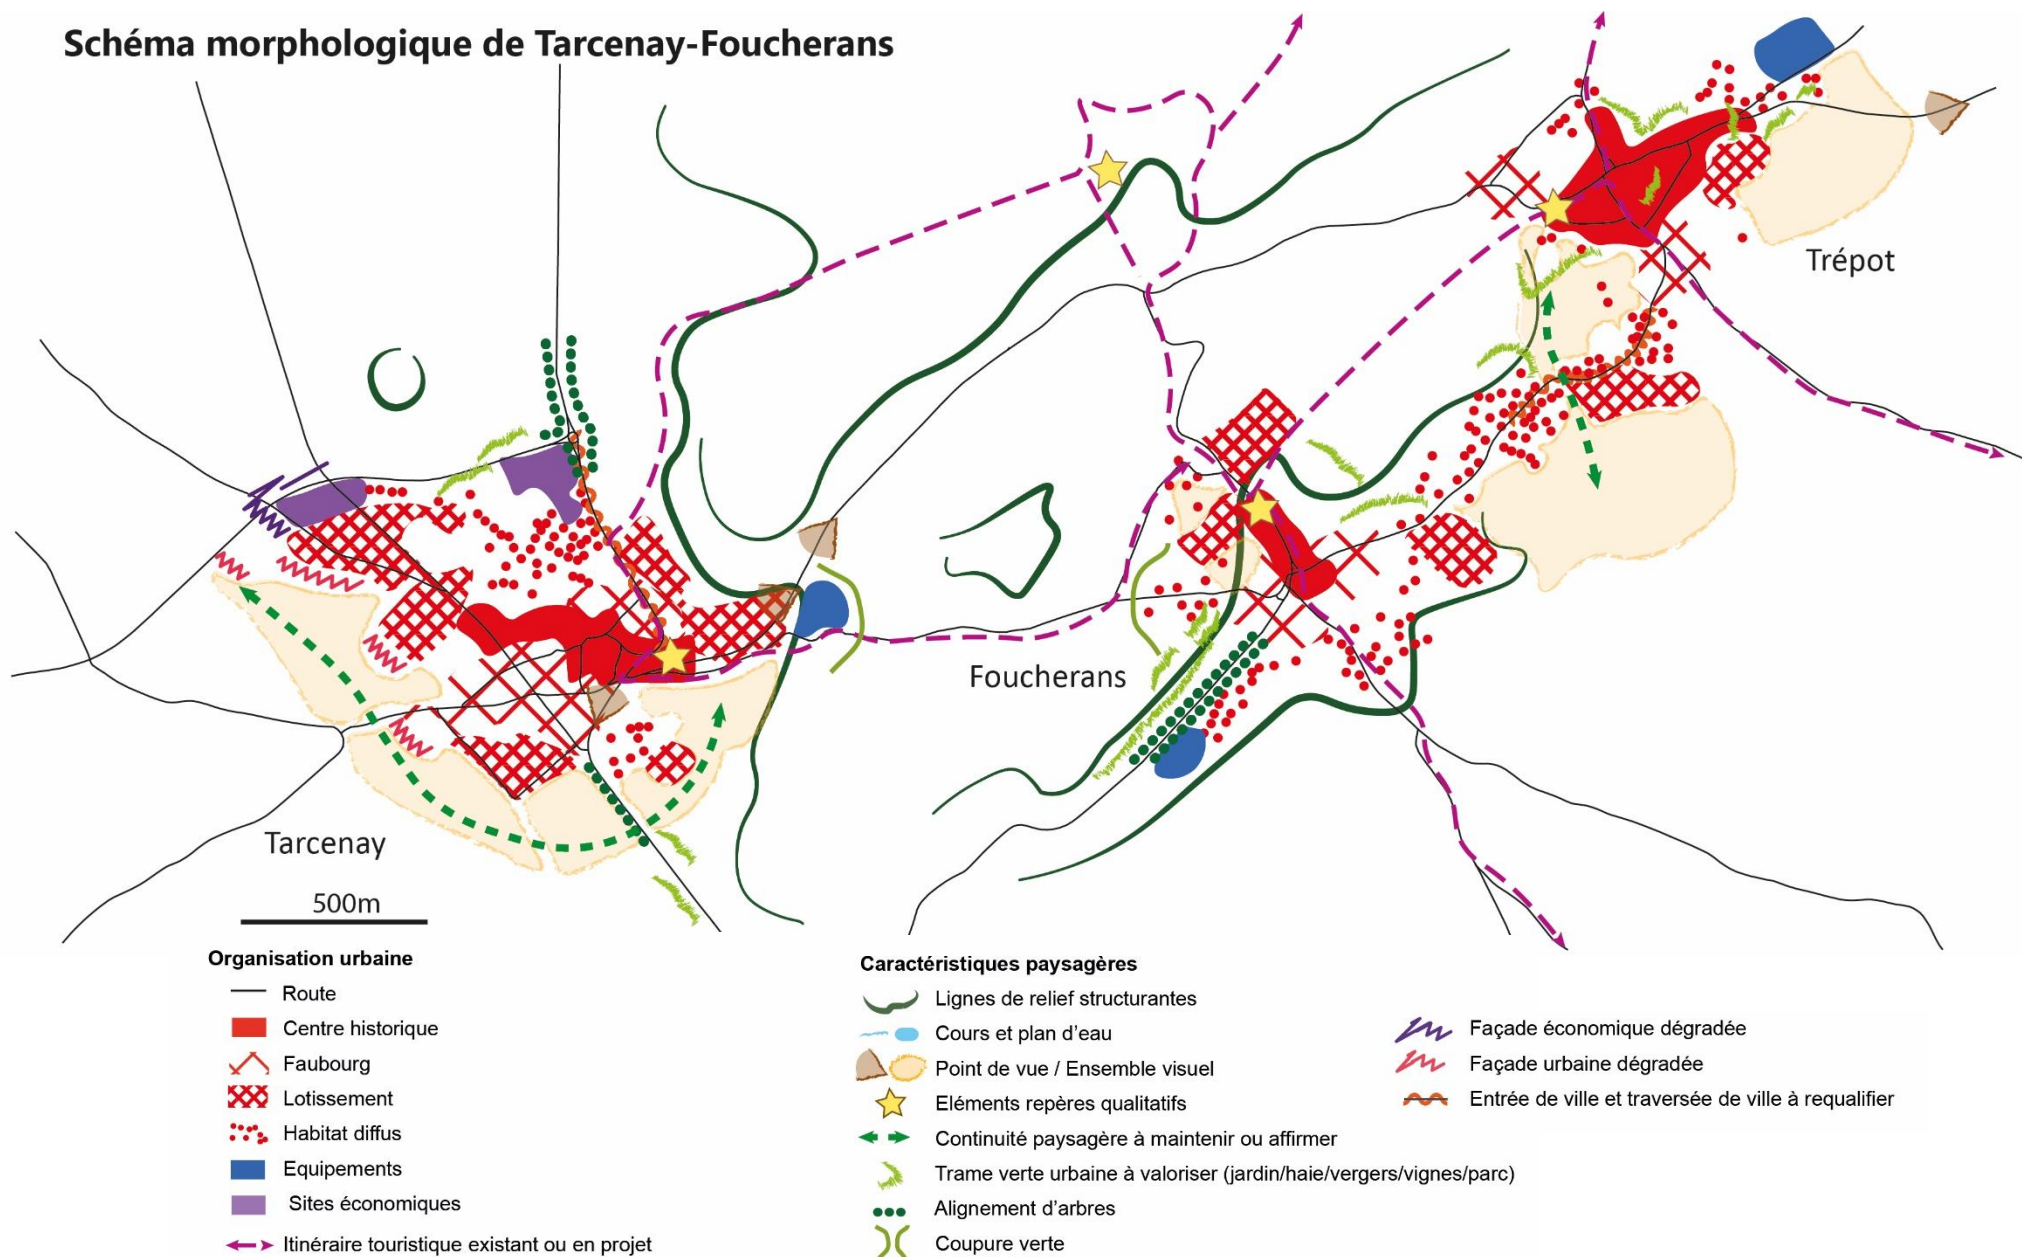 Schéma morphologique de Tarcenay-Foucherans
Trépot
Foucherans
Tarcenay
500m
Organisation urbaine
Route
Centre historique
Faubourg
Lotissement
Habitat diffus
Equipements
Sites économiques
Itinéraire touristique existant ou en projet
Caractéristiques paysagères
Lignes de relief structurantes
Cours et plan d'eau
Point de vue / Ensemble visuel
Eléments repères qualitatifs
Continuité paysagère à maintenir ou affirmer
Trame verte urbaine à valoriser (jardin/haie/vergers/vignes/parc)
Alignement d'arbres
Coupure verte
Façade économique dégradée
Façade urbaine dégradée
Entrée de ville et traversée de ville à requalifier